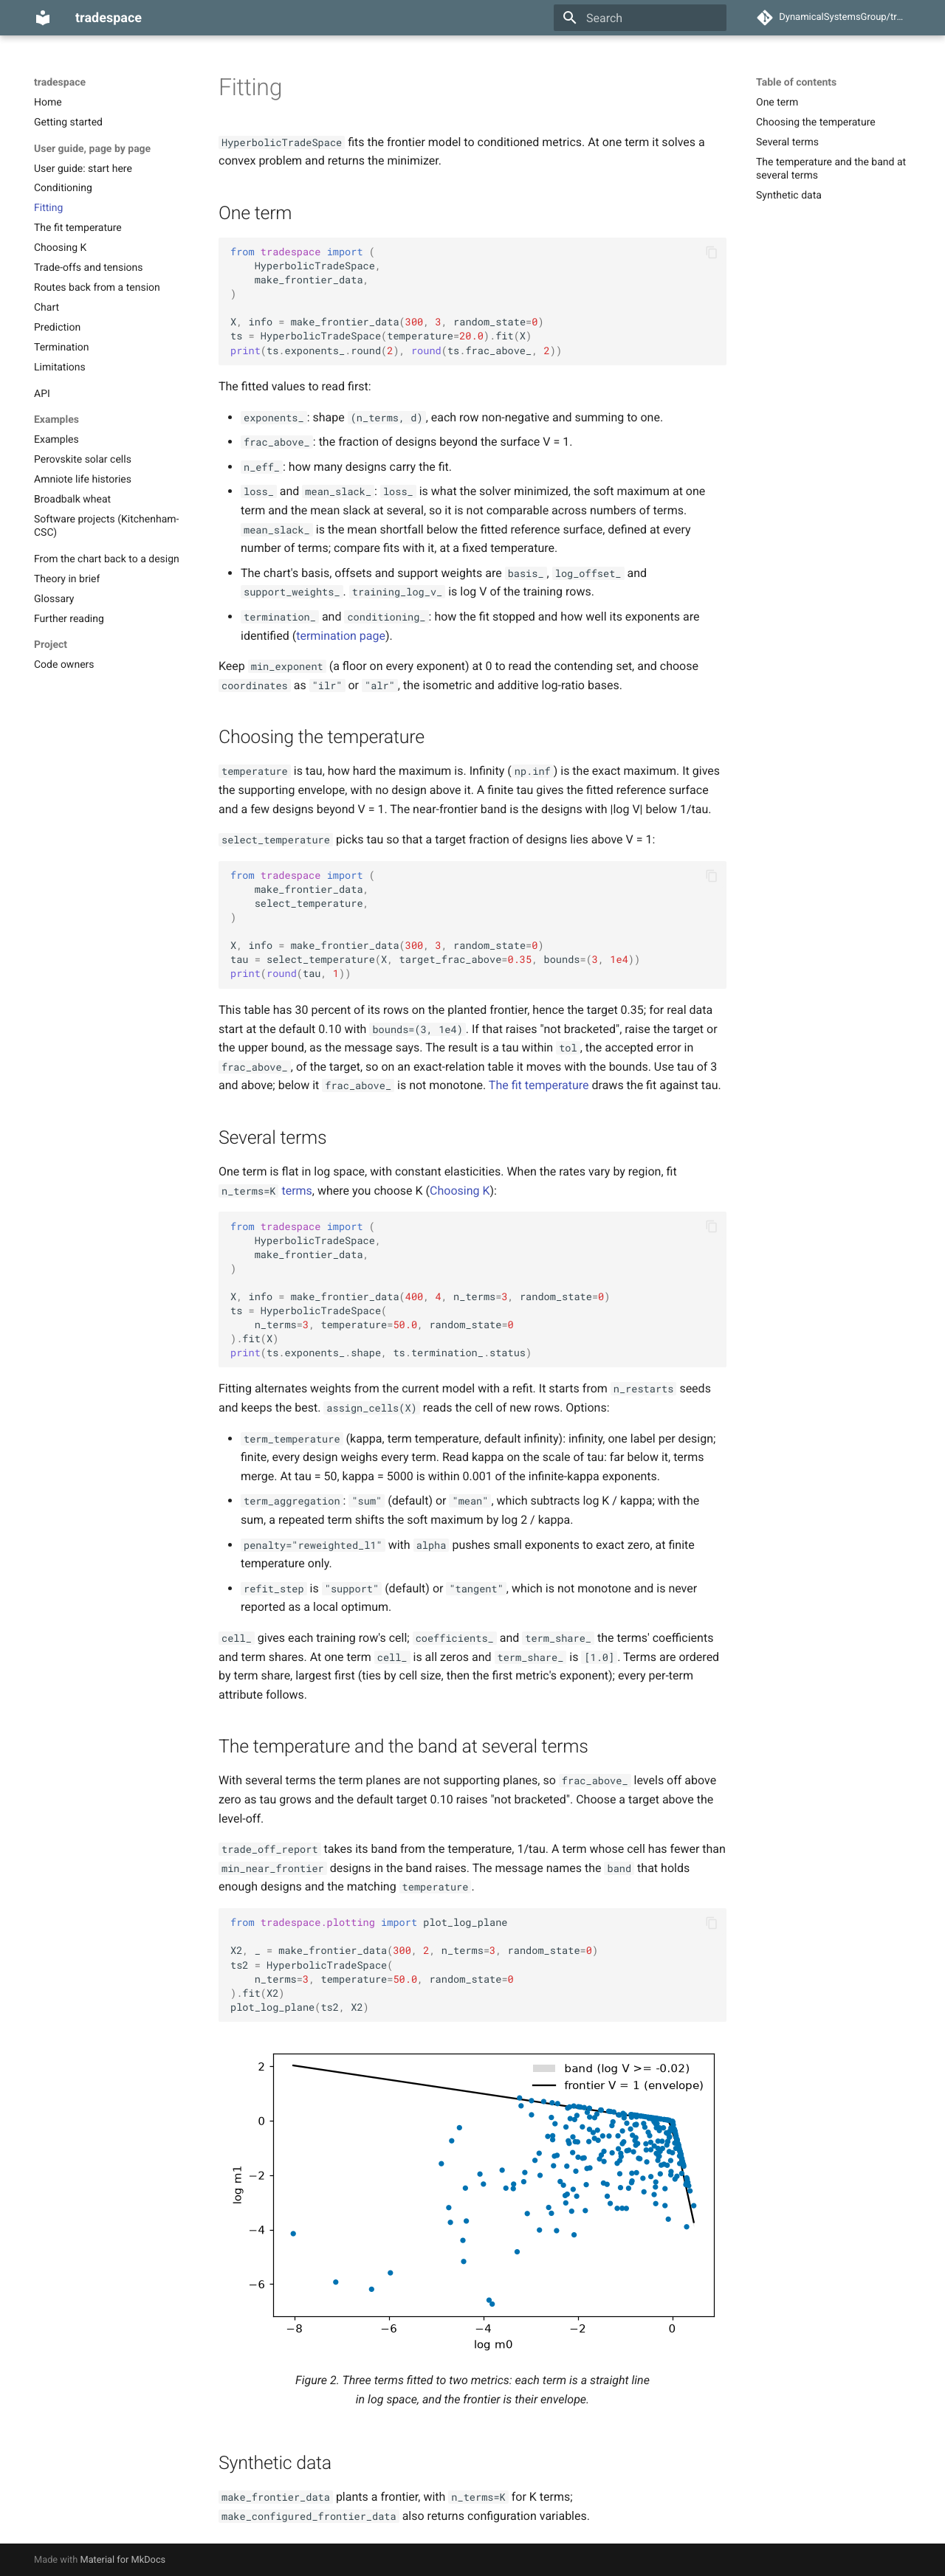 tradespace
Search
DynamicalSystemsGroup/tr...
tradespace
Home
Getting started
User guide, page by page
User guide: start here
Conditioning
Fitting
The fit temperature
Choosing K
Trade-offs and tensions
Routes back from a tension
Chart
Prediction
Termination
Limitations
API
Examples
Examples
Perovskite solar cells
Amniote life histories
Broadbalk wheat
Software projects (Kitchenham-
CSC)
From the chart back to a design
Theory in brief
Glossary
Further reading
Project
Code owners
Fitting
HyperbolicTradeSpace fits the frontier model to conditioned metrics. At one term it solves a
convex problem and returns the minimizer.
One term
from tradespace import (
    HyperbolicTradeSpace,
    make_frontier_data,
)
X, info = make_frontier_data(300, 3, random_state=0)
ts = HyperbolicTradeSpace(temperature=20.0).fit(X)
print(ts.exponents_.round(2), round(ts.frac_above_, 2))
The fitted values to read first:
• exponents_: shape (n_terms, d), each row non-negative and summing to one.
• frac_above_: the fraction of designs beyond the surface V = 1.
• n_eff_: how many designs carry the fit.
• loss_ and mean_slack_: loss_ is what the solver minimized, the soft maximum at one
term and the mean slack at several, so it is not comparable across numbers of terms.
mean_slack_ is the mean shortfall below the fitted reference surface, defined at every
number of terms; compare fits with it, at a fixed temperature.
• The chart's basis, offsets and support weights are basis_, log_offset_ and
support_weights_. training_log_v_ is log V of the training rows.
• termination_ and conditioning_: how the fit stopped and how well its exponents are
identified (termination page).
Keep min_exponent (a floor on every exponent) at 0 to read the contending set, and choose
coordinates as "ilr" or "alr", the isometric and additive log-ratio bases.
Choosing the temperature
temperature is tau, how hard the maximum is. Infinity (np.inf) is the exact maximum. It gives
the supporting envelope, with no design above it. A finite tau gives the fitted reference surface
and a few designs beyond V = 1. The near-frontier band is the designs with |log V| below 1/tau.
select_temperature picks tau so that a target fraction of designs lies above V = 1:
from tradespace import (
    make_frontier_data,
    select_temperature,
)
X, info = make_frontier_data(300, 3, random_state=0)
tau = select_temperature(X, target_frac_above=0.35, bounds=(3, 1e4))
print(round(tau, 1))
This table has 30 percent of its rows on the planted frontier, hence the target 0.35; for real data
start at the default 0.10 with bounds=(3, 1e4). If that raises "not bracketed", raise the target or
the upper bound, as the message says. The result is a tau within tol, the accepted error in
frac_above_, of the target, so on an exact-relation table it moves with the bounds. Use tau of 3
and above; below it frac_above_ is not monotone. The fit temperature draws the fit against tau.
Several terms
One term is flat in log space, with constant elasticities. When the rates vary by region, fit
n_terms=K terms, where you choose K (Choosing K):
from tradespace import (
    HyperbolicTradeSpace,
    make_frontier_data,
)
X, info = make_frontier_data(400, 4, n_terms=3, random_state=0)
ts = HyperbolicTradeSpace(
    n_terms=3, temperature=50.0, random_state=0
).fit(X)
print(ts.exponents_.shape, ts.termination_.status)
Fitting alternates weights from the current model with a refit. It starts from n_restarts seeds
and keeps the best. assign_cells(X) reads the cell of new rows. Options:
• term_temperature (kappa, term temperature, default infinity): infinity, one label per design;
finite, every design weighs every term. Read kappa on the scale of tau: far below it, terms
merge. At tau = 50, kappa = 5000 is within 0.001 of the infinite-kappa exponents.
• term_aggregation: "sum" (default) or "mean", which subtracts log K / kappa; with the
sum, a repeated term shifts the soft maximum by log 2 / kappa.
• penalty="reweighted_l1" with alpha pushes small exponents to exact zero, at finite
temperature only.
• refit_step is "support" (default) or "tangent", which is not monotone and is never
reported as a local optimum.
cell_ gives each training row's cell; coefficients_ and term_share_ the terms' coefficients
and term shares. At one term cell_ is all zeros and term_share_ is [1.0]. Terms are ordered
by term share, largest first (ties by cell size, then the first metric's exponent); every per-term
attribute follows.
The temperature and the band at several terms
With several terms the term planes are not supporting planes, so frac_above_ levels off above
zero as tau grows and the default target 0.10 raises "not bracketed". Choose a target above the
level-off.
trade_off_report takes its band from the temperature, 1/tau. A term whose cell has fewer than
min_near_frontier designs in the band raises. The message names the band that holds
enough designs and the matching temperature.
from tradespace.plotting import plot_log_plane
X2, _ = make_frontier_data(300, 2, n_terms=3, random_state=0)
ts2 = HyperbolicTradeSpace(
    n_terms=3, temperature=50.0, random_state=0
).fit(X2)
plot_log_plane(ts2, X2)
band (log V >= -0.02)
frontier V = 1 (envelope)
2
0
−2
−4
−6
log m1
−8
−6
−4
−2
0
log m0
Figure 2. Three terms fitted to two metrics: each term is a straight line
in log space, and the frontier is their envelope.
Synthetic data
make_frontier_data plants a frontier, with n_terms=K for K terms;
make_configured_frontier_data also returns configuration variables.
Table of contents
One term
Choosing the temperature
Several terms
The temperature and the band at
several terms
Synthetic data
Made with Material for MkDocs